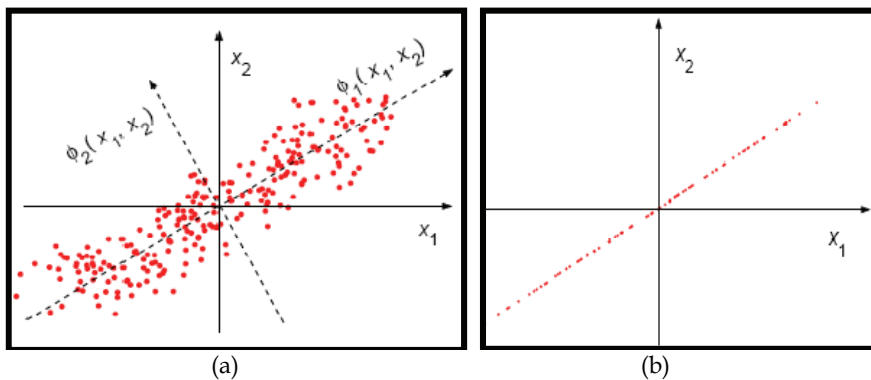 x₂
ϕ₁(x₁, x₂)
ϕ₂(x₁, x₂)
x₁
(a)
x₂
x₁
(b)